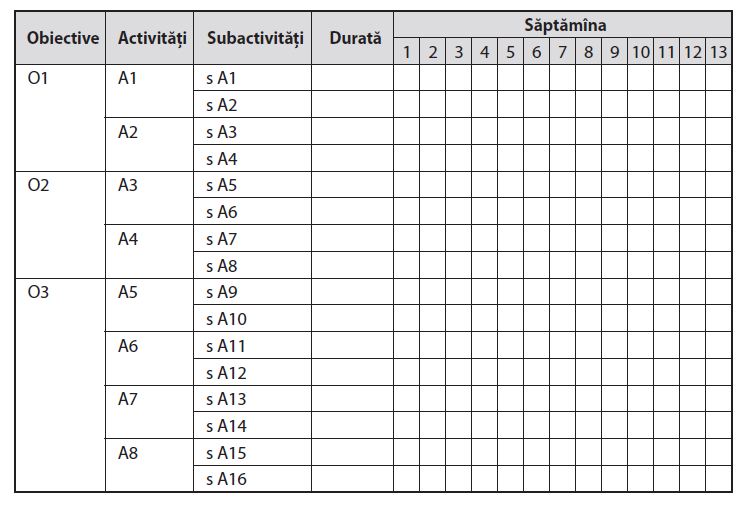 Obiective Activități Subactivități Durată Săptămîna
1 2 3 4 5 6 7 8 9 10 11 12 13
O1 A1 s A1
s A2
A2 s A3
s A4
O2 A3 s A5
s A6
A4 s A7
s A8
O3 A5 s A9
s A10
A6 s A11
s A12
A7 s A13
s A14
A8 s A15
s A16